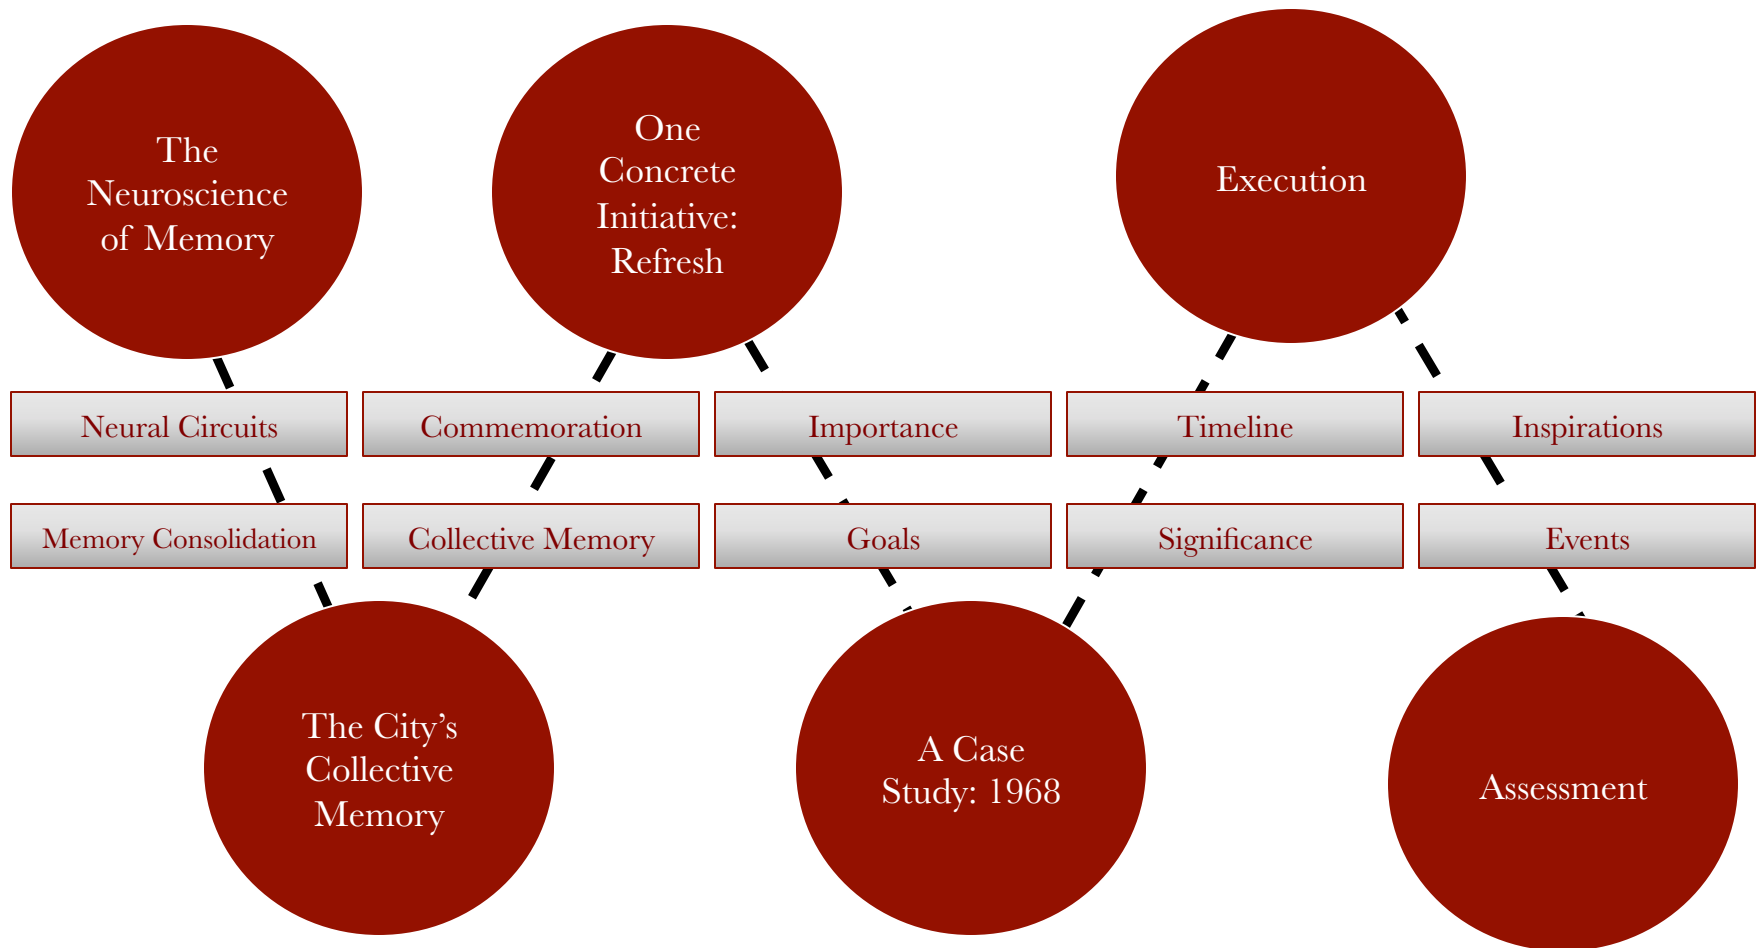 The
Neuroscience
of Memory
One
Concrete
Initiative:
Refresh
Execution
Neural Circuits
Commemoration
Importance
Timeline
Inspirations
Memory Consolidation
Collective Memory
Goals
Significance
Events
The City’s
Collective
Memory
A Case
Study: 1968
Assessment